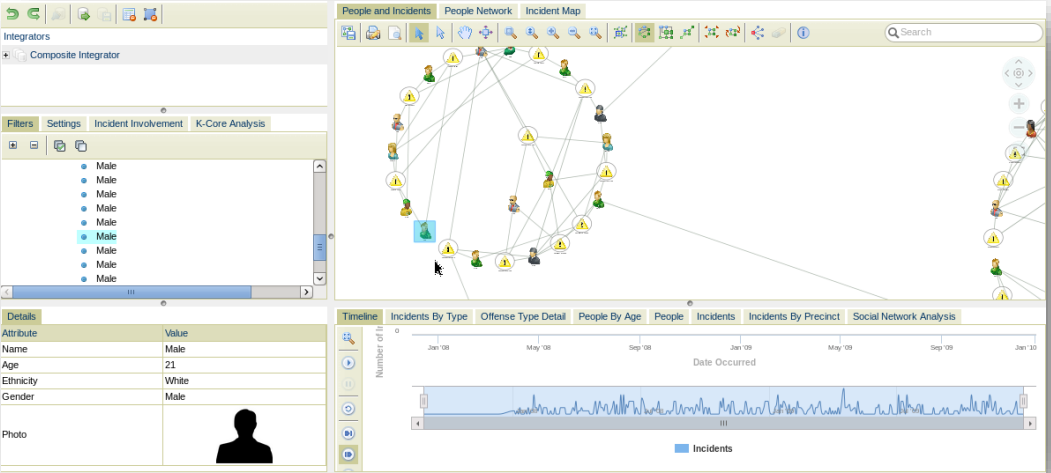 People and Incidents People Network Incident Map
Search
Integrators
Composite Integrator
Filters Settings Incident Involvement K-Core Analysis
Male
Male
Male
Male
Male
Male
Male
Male
Male
Details
Attribute Value
Name Male
Age 21
Ethnicity White
Gender Male
Photo
Timeline Incidents By Type Offense Type Detail People By Age People Incidents Incidents By Precinct Social Network Analysis
Number of
0
Jan '08 May '08 Sep '08 Jan '09 May '09 Sep '09 Jan '10
Date Occurred
Incidents